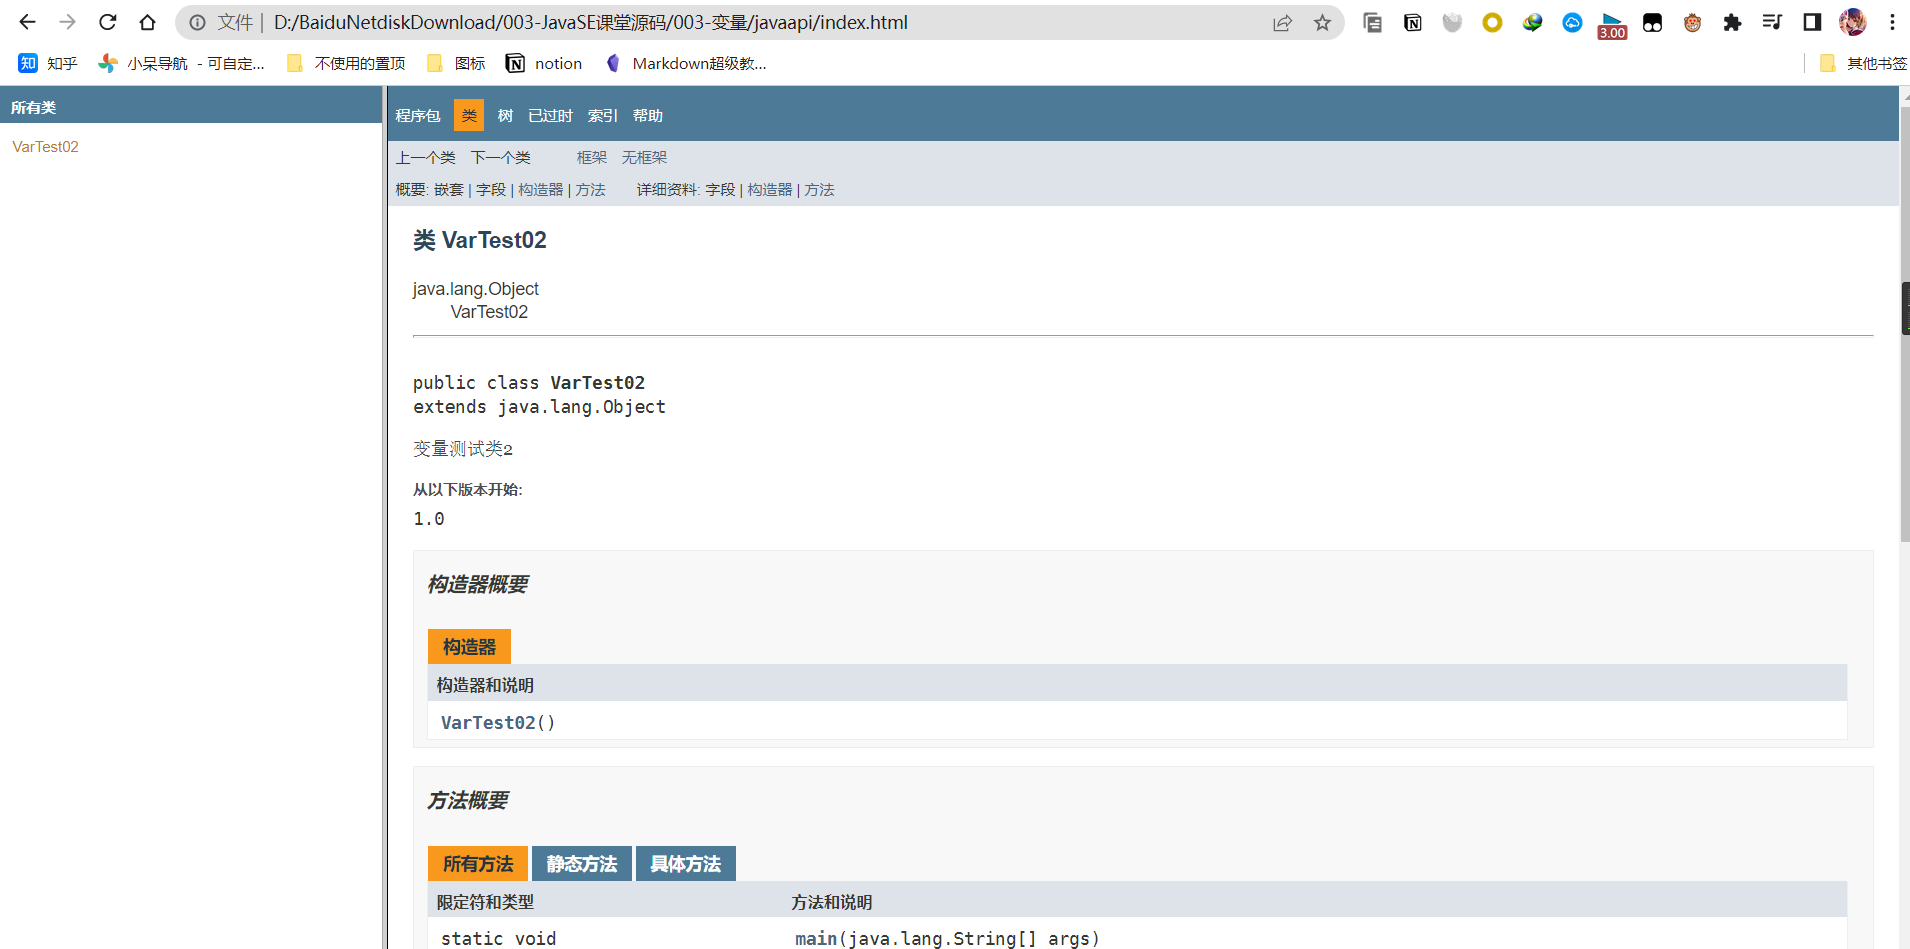 文件 | D:/BaiduNetdiskDownload/003-JavaSE课堂源码/003-变量/javaapi/index.html
3.00
知 知乎 小呆导航 - 可自定... 不使用的置顶 图标 notion Markdown超级教... 其他书签
所有类
VarTest02
程序包 类 树 已过时 索引 帮助
上一个类 下一个类 框架 无框架
概要: 嵌套 | 字段 | 构造器 | 方法 详细资料: 字段 | 构造器 | 方法
类 VarTest02
java.lang.Object
VarTest02
public class VarTest02
extends java.lang.Object
变量测试类2
从以下版本开始:
1.0
构造器概要
构造器
构造器和说明
VarTest02()
方法概要
所有方法 静态方法 具体方法
限定符和类型 方法和说明
static void main(java.lang.String[] args)